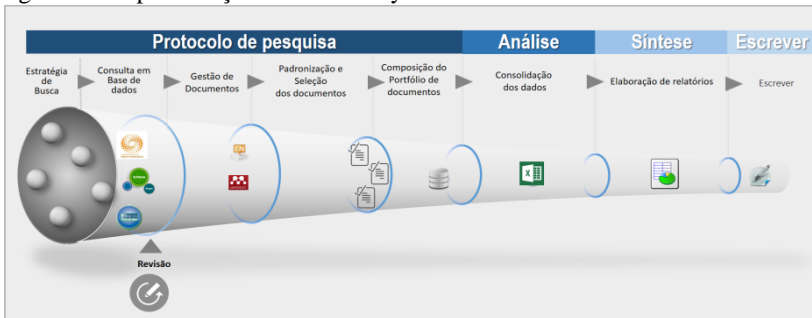 Protocolo de pesquisa
Análise
Síntese
Escrever
Estratégia
de
Busca
Consulta em
Base de
dados
Gestão de
Documentos
Padronização e
Seleção
dos documentos
Composição do
Portfólio de
documentos
Consolidação
dos dados
Elaboração de relatórios
Escrever
Revisão